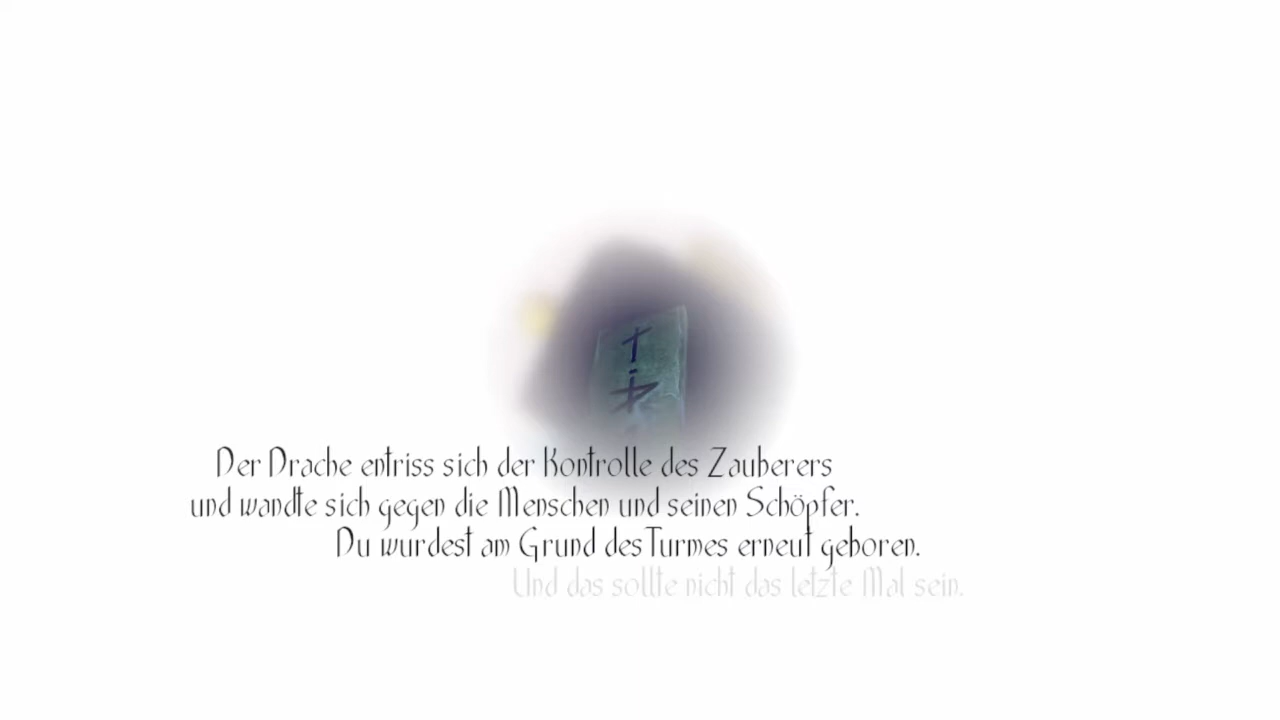 Der Drache entriss sich der Kontrolle des Zauberers
und wandte sich gegen die Menschen und seinen Schöpfer.
Du wurdest am Grund des Turmes erneut geboren.
Und das sollte nicht das letzte Mal sein.